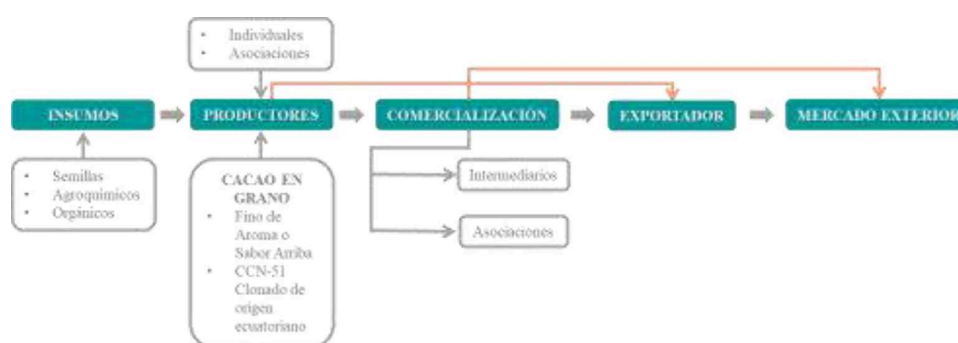 Individuales
Asociaciones
INSUMOS
PRODUCTORES
COMERCIALIZACIÓN
EXPORTADOR
MERCADO EXTERIOR
Semillas
Agroquímicos
Orgánicos
CACAO EN
GRANO
Fino de
Aroma o
Sabor Arriba
CCN-51
Clonado de
origen
ecuatoriano
Intermediarios
Asociaciones